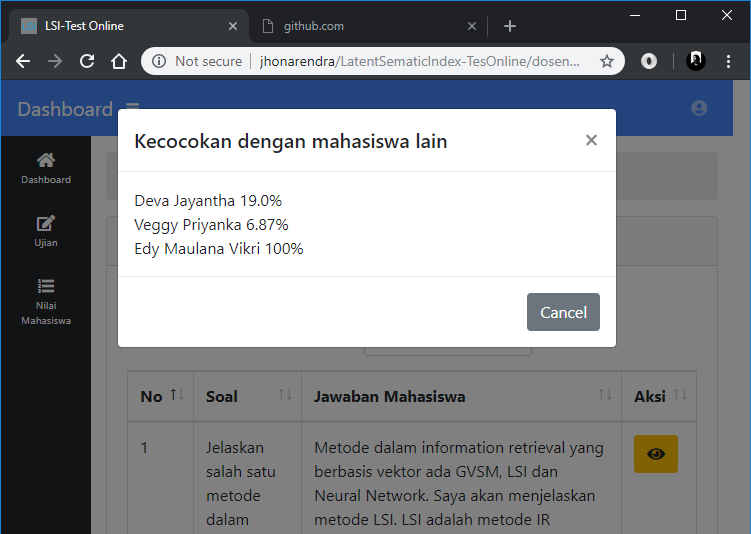 LSI-Test Online
github.com
Not secure
jhonarendra/LatentSematicIndex-TesOnline/dosen...
Dashboard
Kecocokan dengan mahasiswa lain
Deva Jayantha 19.0%
Veggy Priyanka 6.87%
Edy Maulana Vikri 100%
Cancel
Dashboard
Ujian
Nilai
Mahasiswa
No
Soal
Jawaban Mahasiswa
Aksi
1
Jelaskan
salah satu
metode
dalam
Metode dalam information retrieval yang
berbasis vektor ada GVSM, LSI dan
Neural Network. Saya akan menjelaskan
metode LSI. LSI adalah metode IR